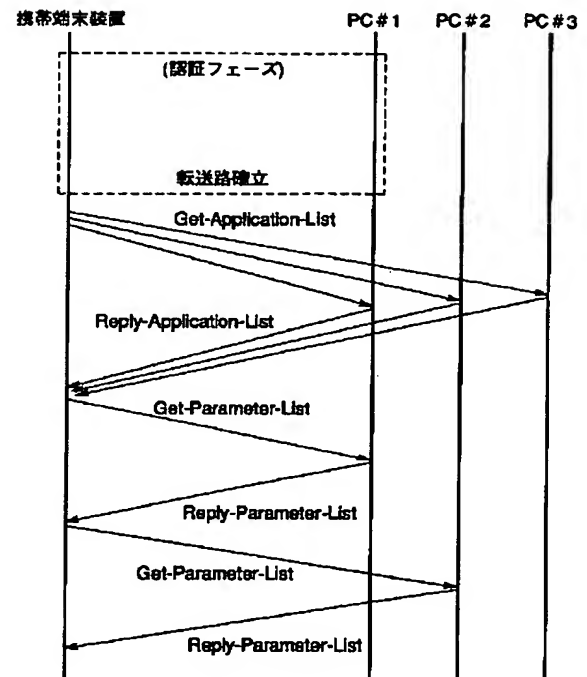 携帯端末装置 PC#1 PC#2 PC#3
(認証フェーズ)
転送路確立
Get-Application-List
Reply-Application-List
Get-Parameter-List
Reply-Parameter-List
Get-Parameter-List
Reply-Parameter-List